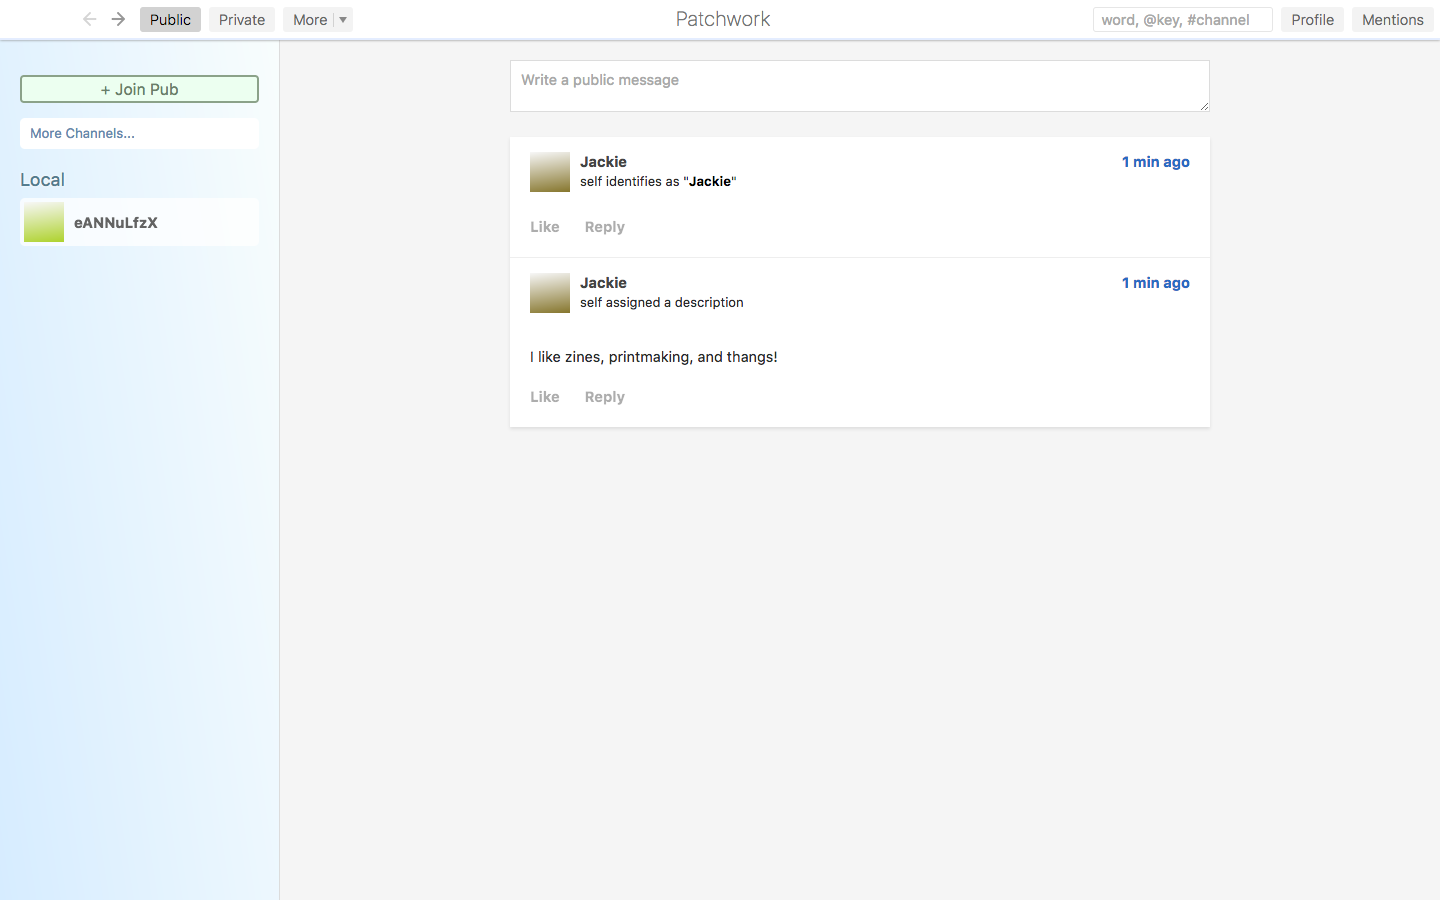 Public Private More Patchwork word, @key, #channel Profile Mentions
+ Join Pub
More Channels...
Local
eANNuLfzX
Write a public message
Jackie 1 min ago
self identifies as "Jackie"
Like Reply
Jackie 1 min ago
self assigned a description
I like zines, printmaking, and thangs!
Like Reply